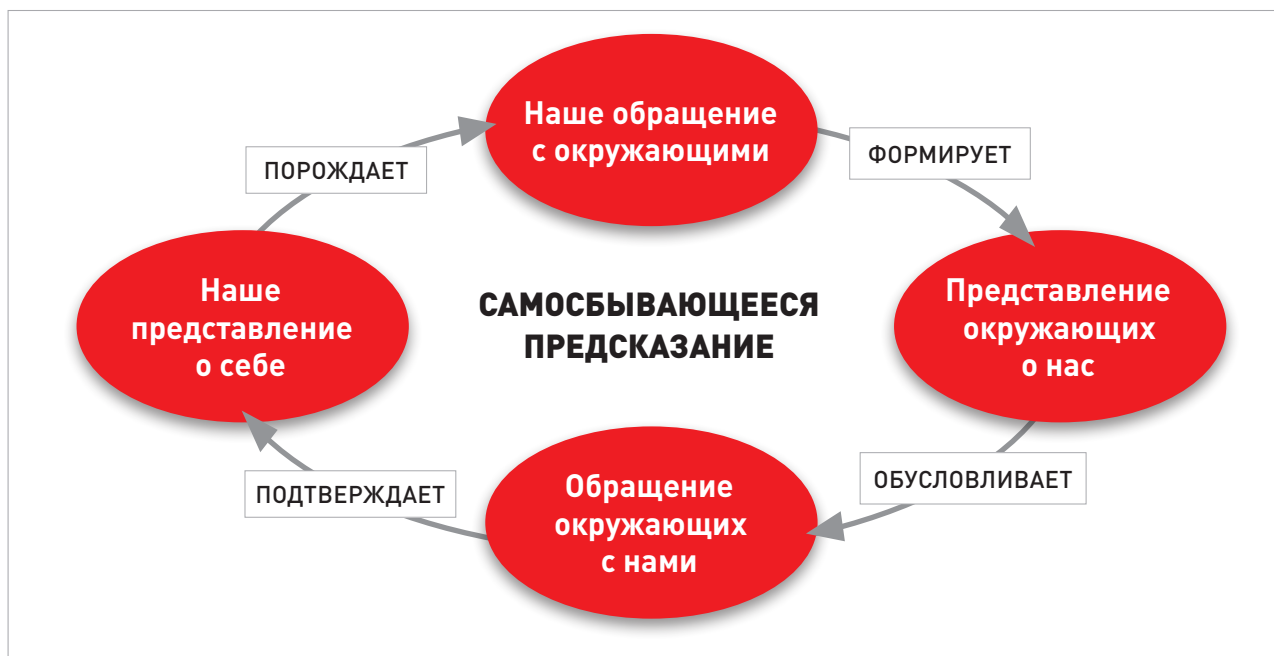 Наше обращение
с окружающими
ПОРОЖДАЕТ
ФОРМИРУЕТ
Наше
представление
о себе
САМОСБЫВАЮЩЕЕСЯ
ПРЕДСКАЗАНИЕ
Представление
окружающих
о нас
ПОДТВЕРЖДАЕТ
Обращение
окружающих
с нами
ОБУСЛОВЛИВАЕТ